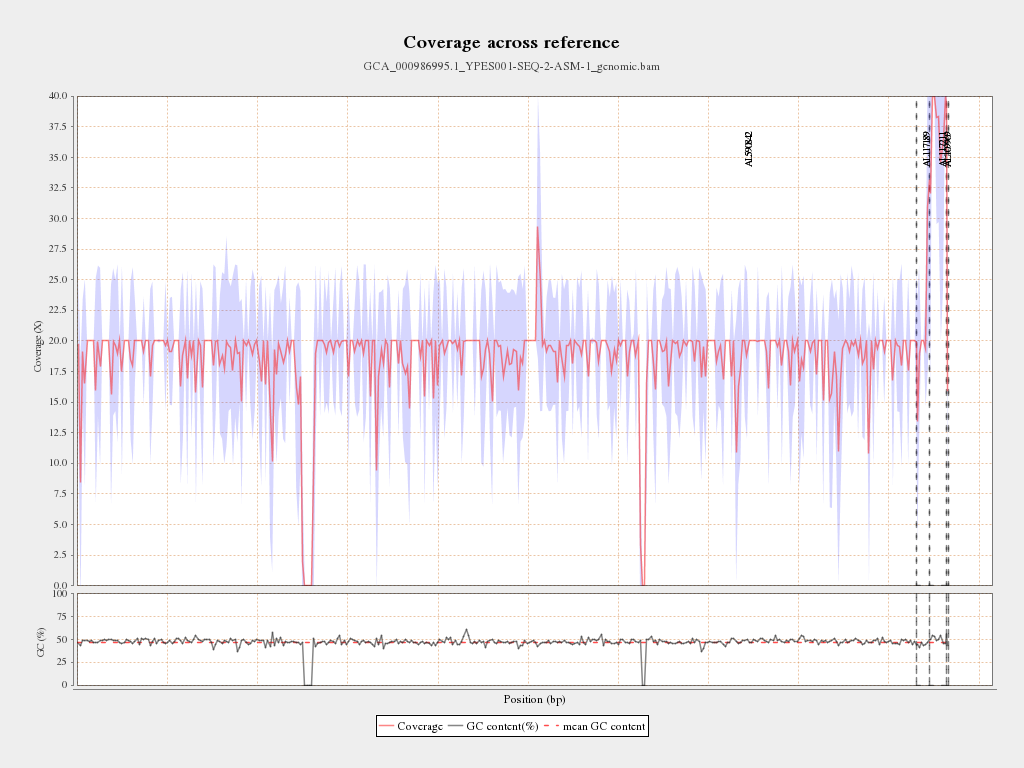 Coverage across reference
GCA_000986995.1_YPES001-SEQ-2-ASM-1_genomic.bam
40.0
37.5
35.0
32.5
30.0
27.5
25.0
22.5
20.0
17.5
15.0
12.5
10.0
7.5
5.0
2.5
0.0
Coverage (X)
AL590842
AL117189
AL117211
100
75
50
25
0
GC (%)
Position (bp)
Coverage GC content(%) mean GC content